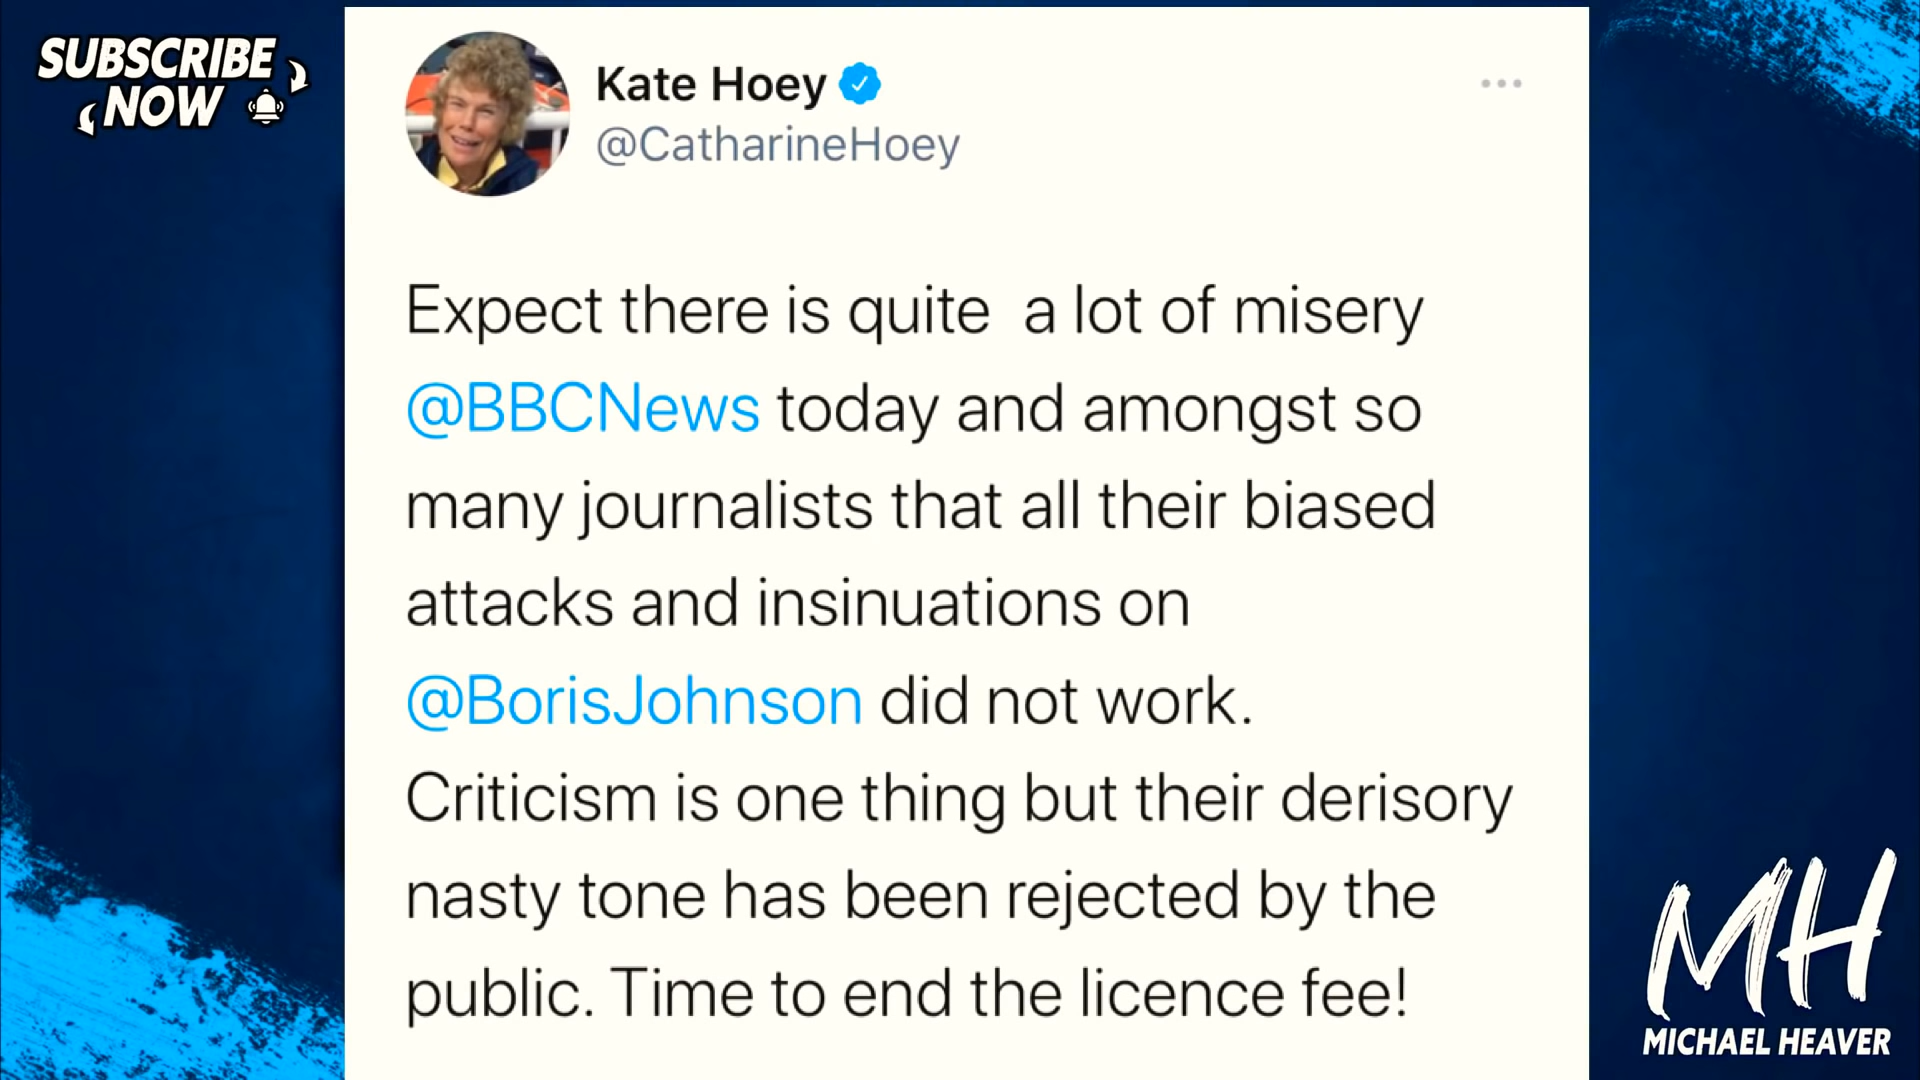 SUBSCRIBE
NOW
Kate Hoey
@CatharineHoey
Expect there is quite  a lot of misery
@BBCNews today and amongst so
many journalists that all their biased
attacks and insinuations on
@BorisJohnson did not work.
Criticism is one thing but their derisory
nasty tone has been rejected by the
public. Time to end the licence fee!
MH
MICHAEL HEAVER